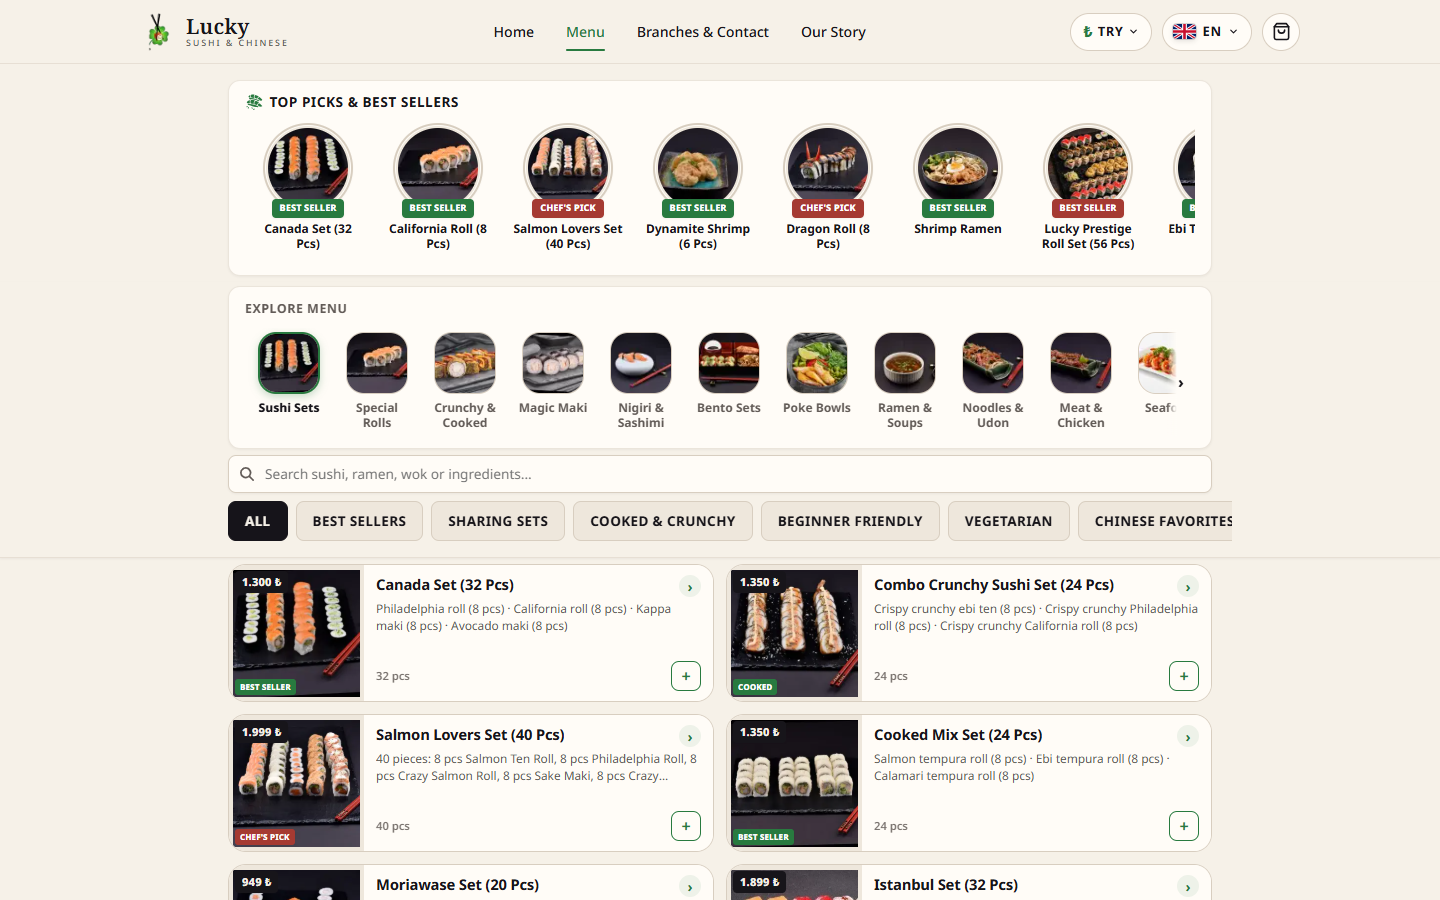 Lucky
SUSHI & CHINESE
Home
Menu
Branches & Contact
Our Story
₺ TRY
EN
TOP PICKS & BEST SELLERS
BEST SELLER
BEST SELLER
CHEF'S PICK
BEST SELLER
CHEF'S PICK
BEST SELLER
BEST SELLER
Canada Set (32
Pcs)
California Roll (8
Pcs)
Salmon Lovers Set
(40 Pcs)
Dynamite Shrimp
(6 Pcs)
Dragon Roll (8
Pcs)
Shrimp Ramen
Lucky Prestige
Roll Set (56 Pcs)
Ebi T
EXPLORE MENU
Sushi Sets
Special
Rolls
Crunchy &
Cooked
Magic Maki
Nigiri &
Sashimi
Bento Sets
Poke Bowls
Ramen &
Soups
Noodles &
Udon
Meat &
Chicken
Seafo
Search sushi, ramen, wok or ingredients...
ALL
BEST SELLERS
SHARING SETS
COOKED & CRUNCHY
BEGINNER FRIENDLY
VEGETARIAN
CHINESE FAVORITES
1.300 ₺
Canada Set (32 Pcs)
Philadelphia roll (8 pcs) · California roll (8 pcs) · Kappa
maki (8 pcs) · Avocado maki (8 pcs)
32 pcs
BEST SELLER
1.350 ₺
Combo Crunchy Sushi Set (24 Pcs)
Crispy crunchy ebi ten (8 pcs) · Crispy crunchy Philadelphia
roll (8 pcs) · Crispy crunchy California roll (8 pcs)
24 pcs
COOKED
1.999 ₺
Salmon Lovers Set (40 Pcs)
40 pieces: 8 pcs Salmon Ten Roll, 8 pcs Philadelphia Roll, 8
pcs Crazy Salmon Roll, 8 pcs Sake Maki, 8 pcs Crazy...
40 pcs
CHEF'S PICK
1.350 ₺
Cooked Mix Set (24 Pcs)
Salmon tempura roll (8 pcs) · Ebi tempura roll (8 pcs) ·
Calamari tempura roll (8 pcs)
24 pcs
BEST SELLER
949 ₺
Moriawase Set (20 Pcs)
1.899 ₺
Istanbul Set (32 Pcs)